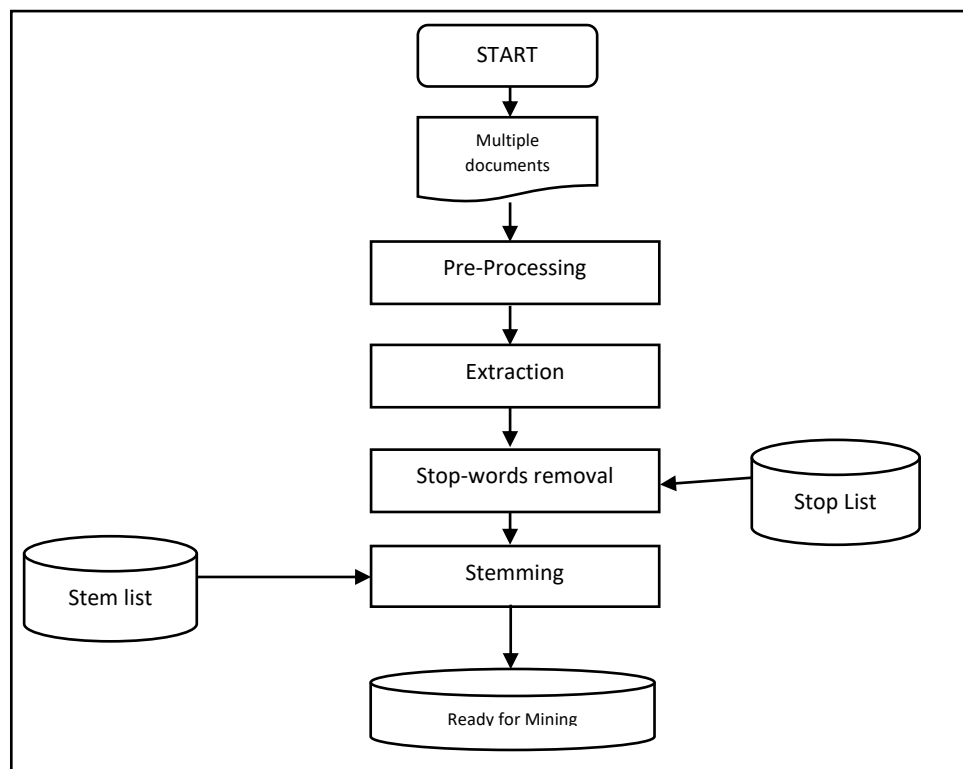 START
Multiple
documents
Pre-Processing
Extraction
Stop-words removal
Stop List
Stem list
Stemming
Ready for Mining